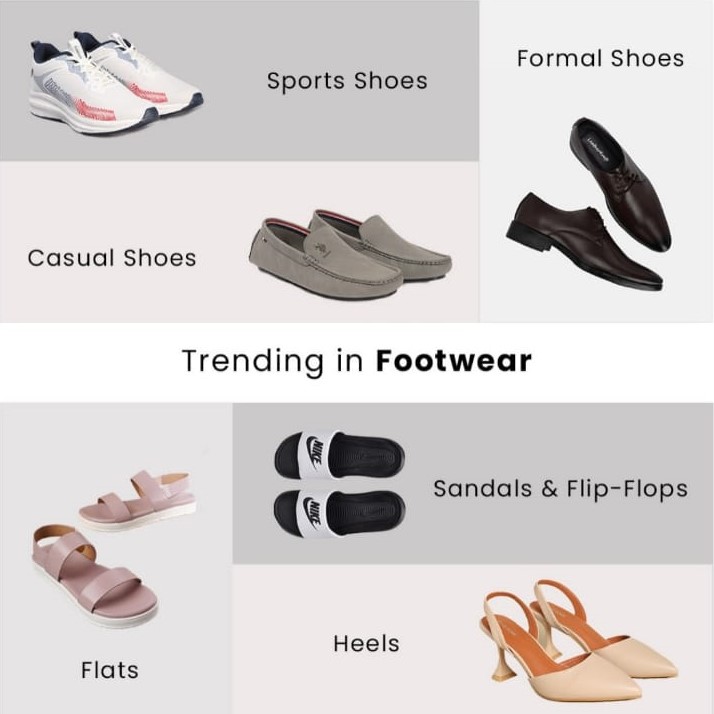 Sports Shoes
Formal Shoes
Casual Shoes
Trending in Footwear
NIKE
NIKE
Sandals & Flip-Flops
Heels
Flats